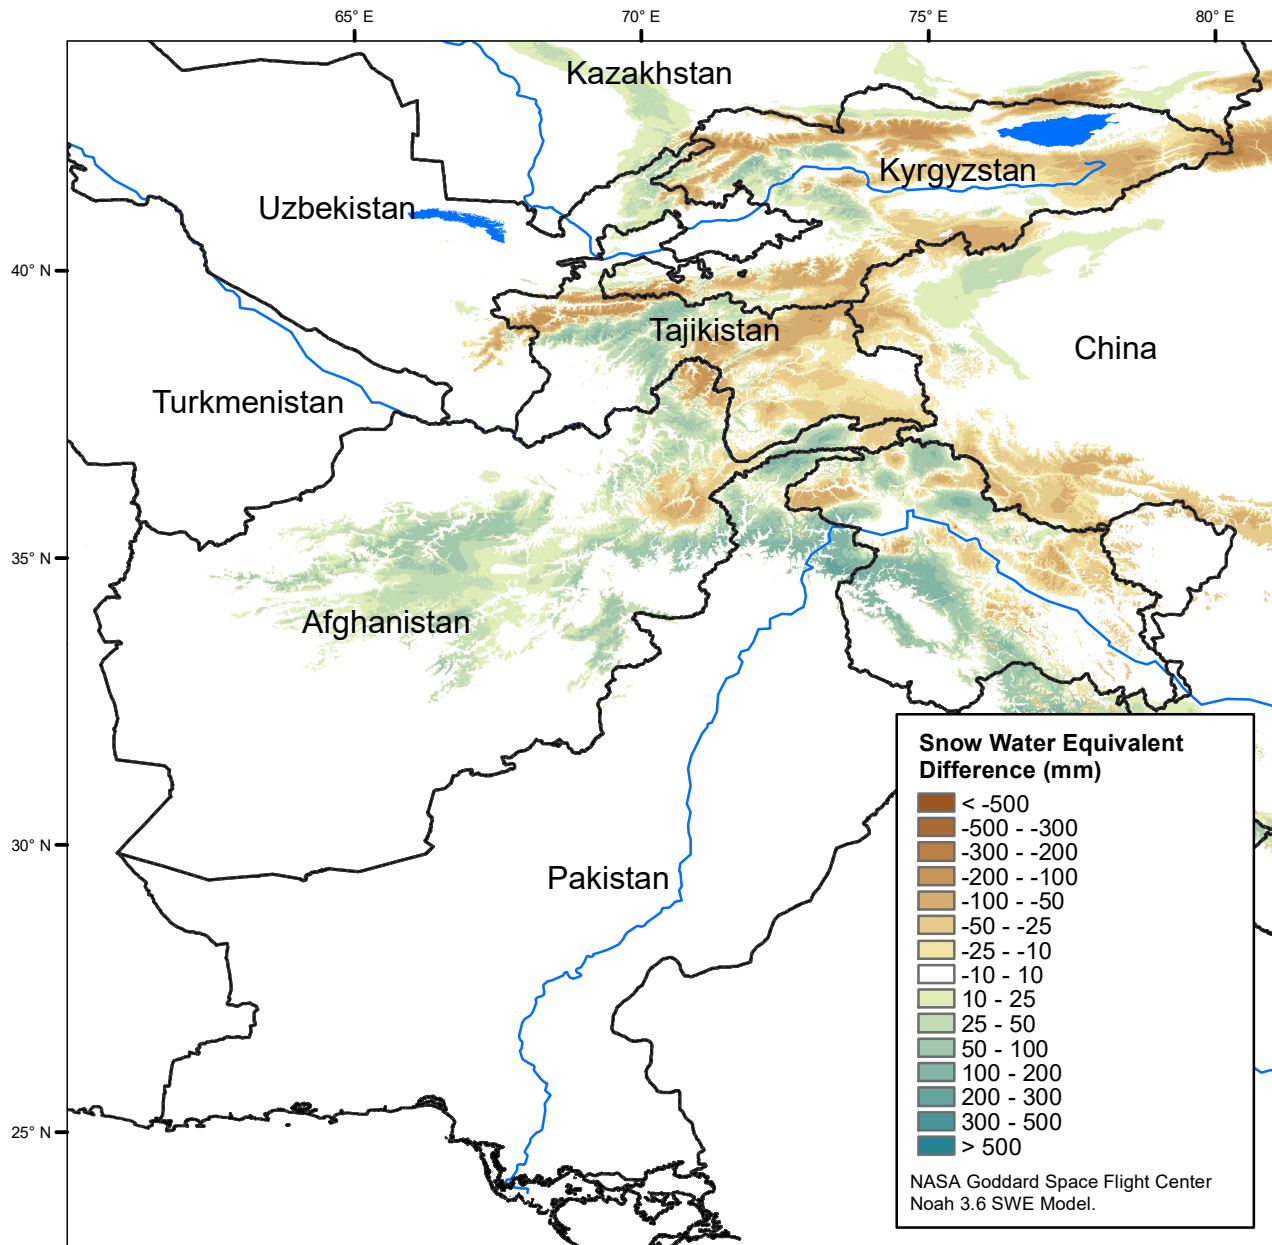 65° E
70° E
75° E
80° E
Kazakhstan
Kyrgyzstan
Uzbekistan
40° N
Tajikistan
China
Turkmenistan
35° N
Afghanistan
Snow Water Equivalent
Difference (mm)
< -500
-500 - -300
-300 - -200
-200 - -100
-100 - -50
-50 - -25
-25 - -10
-10 - 10
10 - 25
25 - 50
50 - 100
100 - 200
200 - 300
300 - 500
> 500
NASA Goddard Space Flight Center
Noah 3.6 SWE Model.
30° N
Pakistan
25° N